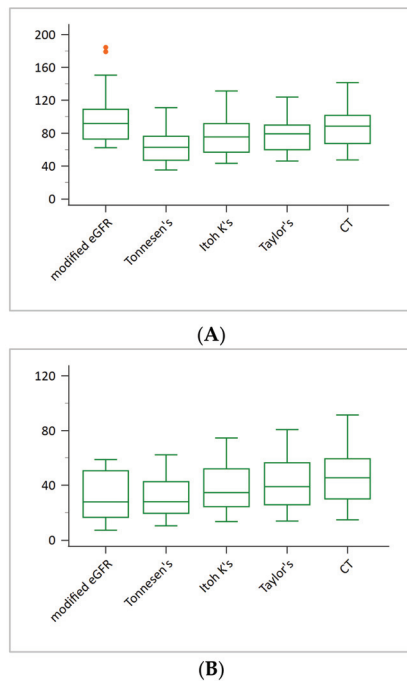 200
160
120
80
40
0
modified eGFR
Tonnesen's
Itoh K's
Taylor's
CT
(A)
120
80
40
0
modified eGFR
Tonnesen's
Itoh K's
Taylor's
CT
(B)